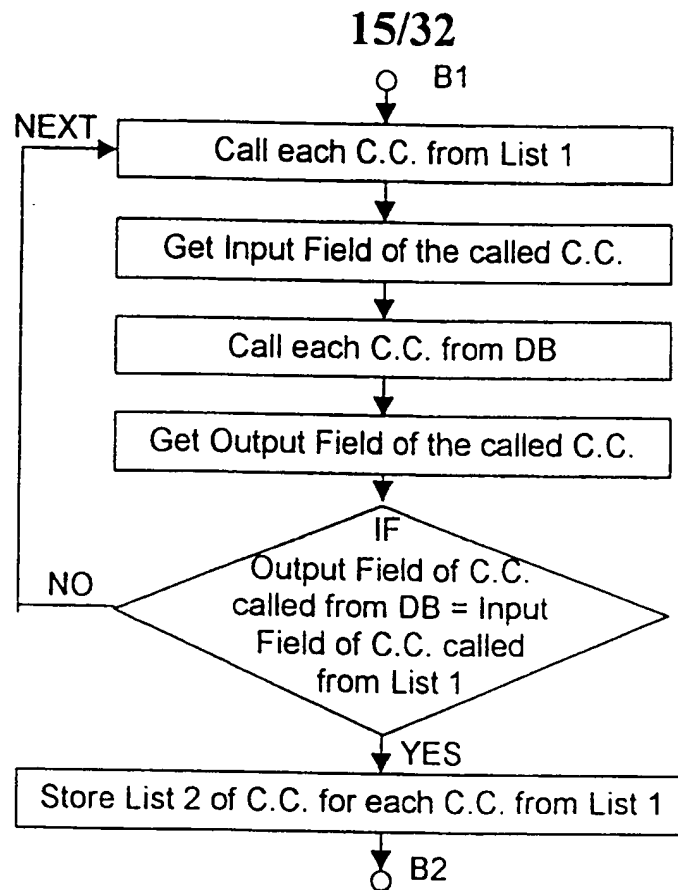 15/32
B1
NEXT
Call each C.C. from List 1
Get Input Field of the called C.C.
Call each C.C. from DB
Get Output Field of the called C.C.
IF
NO
Output Field of C.C.
called from DB = Input
Field of C.C. called
from List 1
YES
Store List 2 of C.C. for each C.C. from List 1
B2